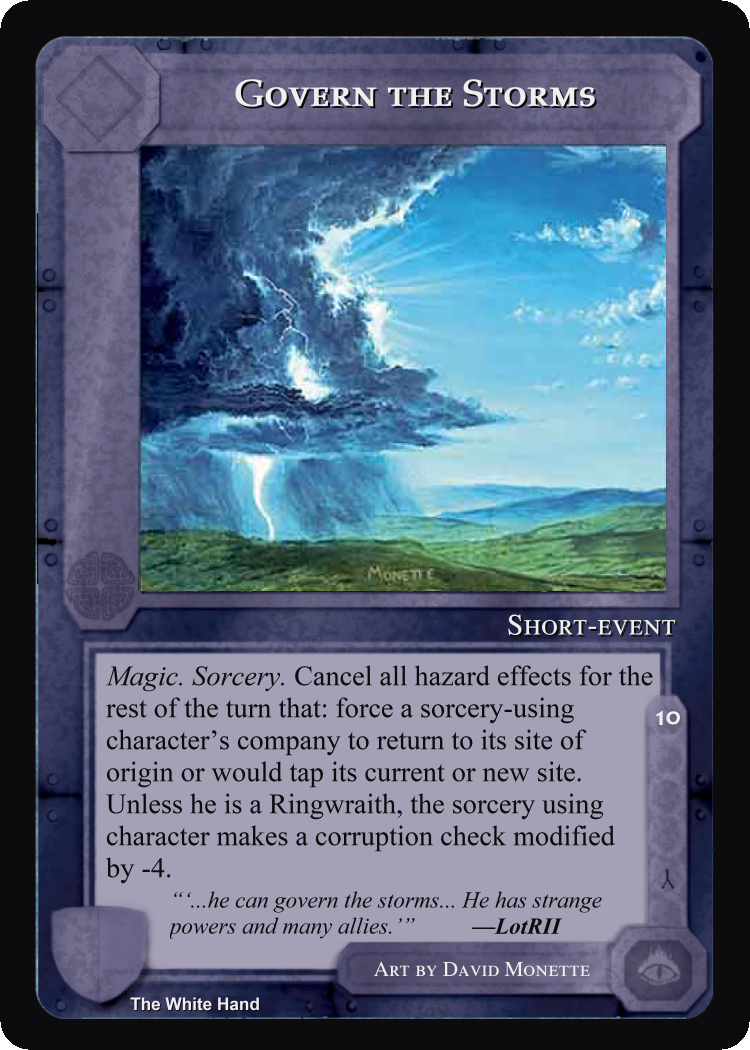 Govern the Storms
Monette
Short-event
Magic. Sorcery. Cancel all hazard effects for the
rest of the turn that: force a sorcery-using
character’s company to return to its site of
origin or would tap its current or new site.
Unless he is a Ringwraith, the sorcery using
character makes a corruption check modified
by -4.
10
“‘...he can govern the storms... He has strange
powers and many allies.’” —LotRII
Art by David Monette
The White Hand